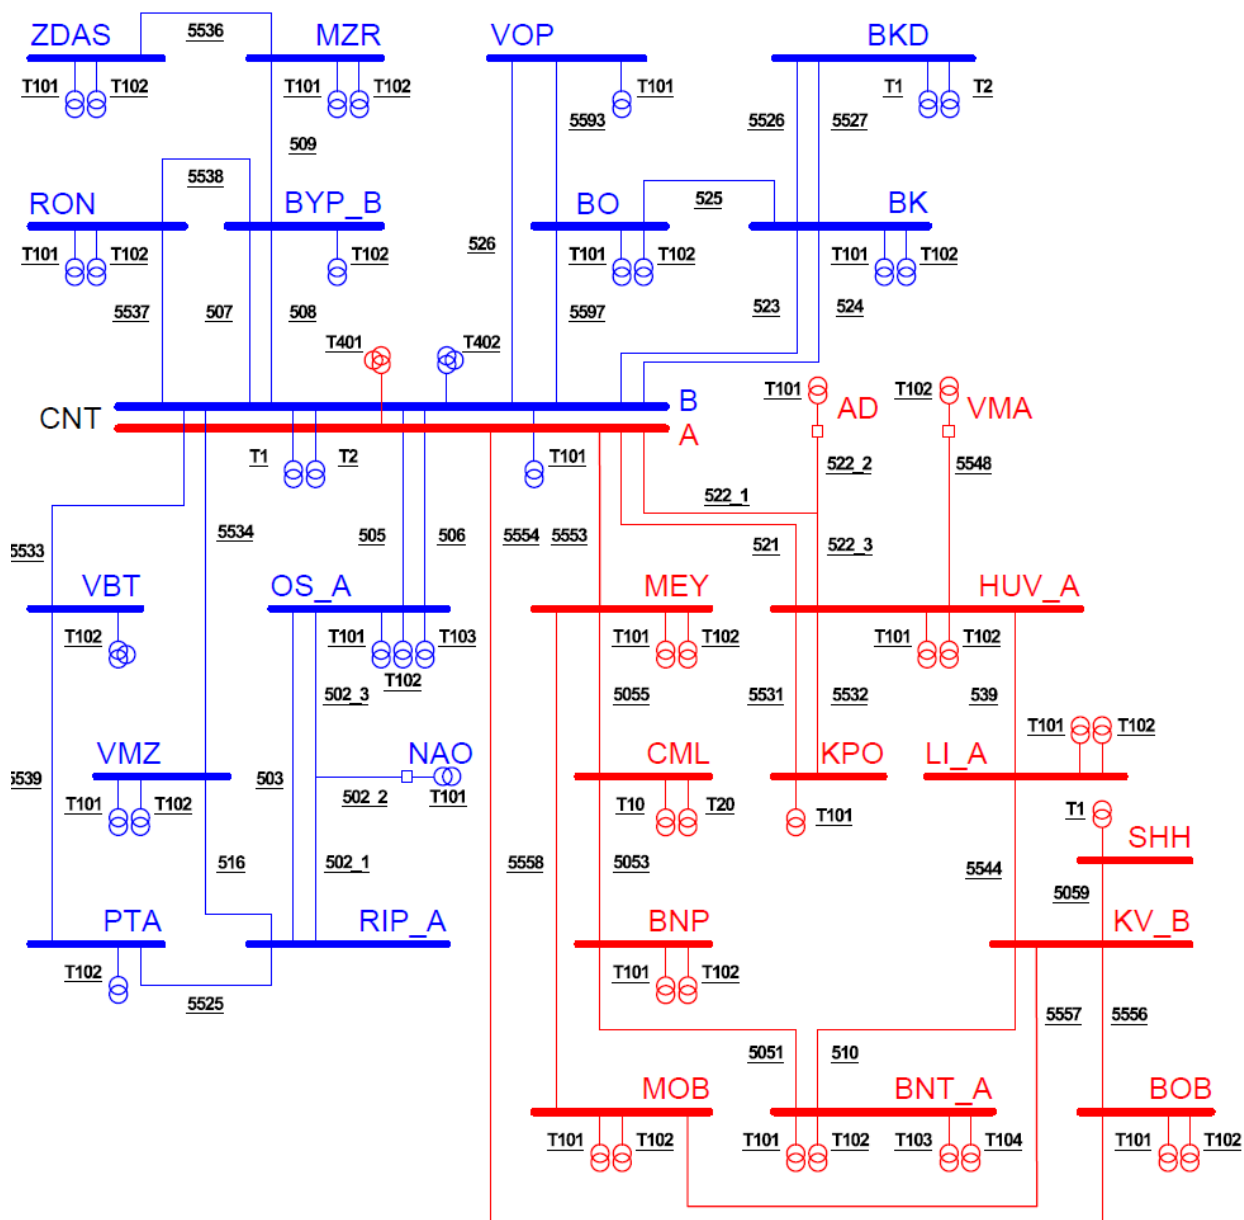 ZDAS 5536 MZR VOP BKD
T101 T102 T101 T102 T101 T1 T2
5593 5526 5527
509
5538
RON BYP_B BO 525 BK
T101 T102 T102 T101 T102 T101 T102
526
5537 507 508 5597 523 524
T401 T402
T101 AD T102 VMA
CNT B
A
T1 T2 T101 522_2 5548
522_1
5533 5534 505 506 5554 5553 521 522_3
VBT OS_A MEY HUV_A
T102 T101 T102 T103 T101 T102 T101 T102
502_3 5055 5531 5532 539
T101 T102
VMZ NAO CML KPO LI_A
5539 503 502_2 T101
T101 T102 T10 T20 T101 T1
SHH
516 502_1 5558 5053 5544
5059
PTA RIP_A BNP KV_B
T102 T101 T102
5525 5557 5556
5051 510
MOB BNT_A BOB
T101 T102 T101 T102 T103 T104 T101 T102